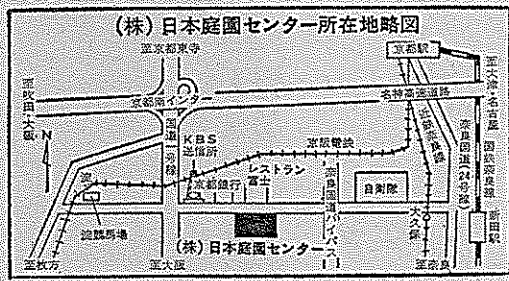 (株)日本庭園センター所在地略図
至京都東寺
京都駅
至吹田・大阪
京都南インター
名神高速道路
至大津・名古屋
N
国道一号線
KBS
送信所
京阪電鉄
近鉄奈良線
奈良国道24号線
国鉄奈良線
淀
京都銀行
レストラン
富士
奈良国道バイパス
自衛隊
大久保
新田駅
淀競馬場
(株)日本庭園センター
至枚方
至大阪
至奈良